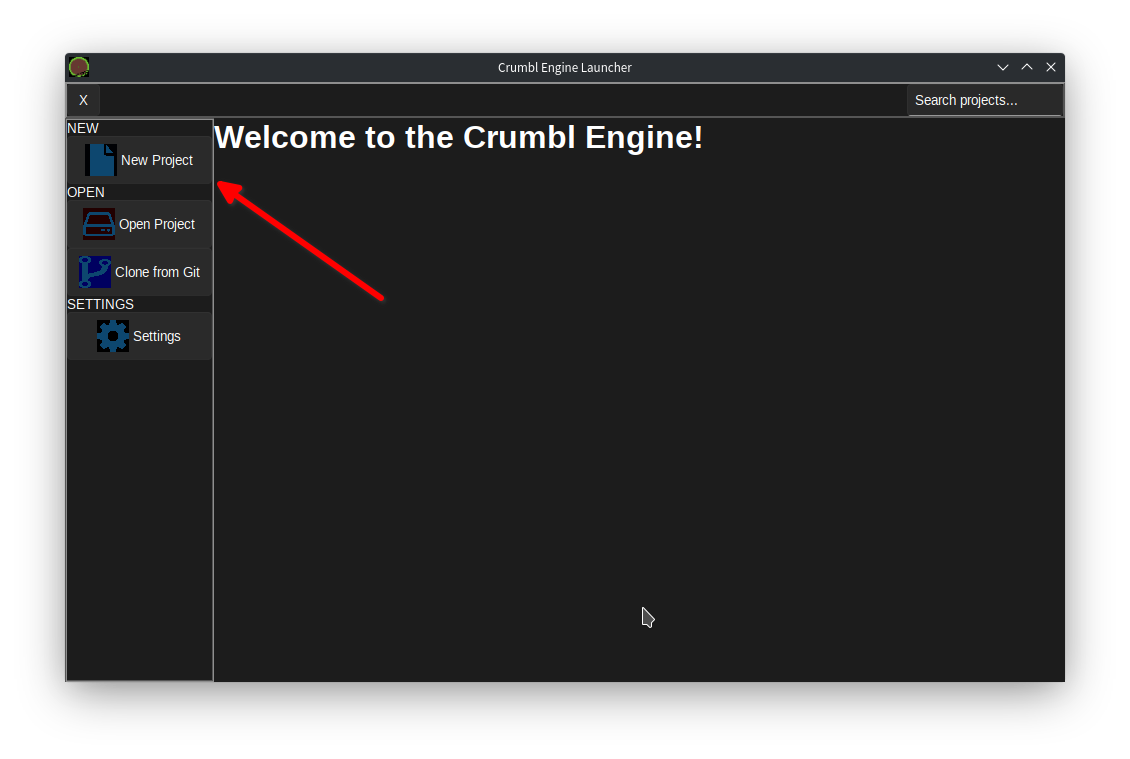 Crumbl Engine Launcher
X
Search projects...
NEW
New Project
OPEN
Open Project
Clone from Git
SETTINGS
Settings
Welcome to the Crumbl Engine!